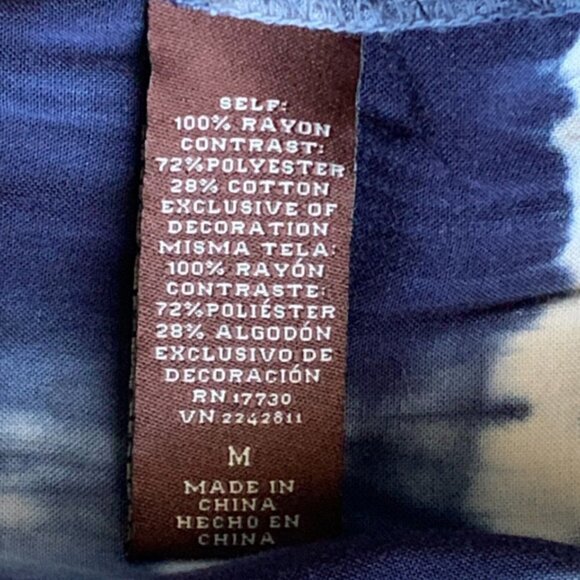 SELF:
100% RAYON
CONTRAST:
72%POLYESTER
28% COTTON
EXCLUSIVE OF
DECORATION
MISMA TELA:
100% RAYÓN
CONTRASTE:
72%POLIÉSTER
28% ALGODÓN
EXCLUSIVO DE
DECORACIÓN
RN 17730
VN 2242811
M
MADE IN
CHINA
HECHO EN
CHINA